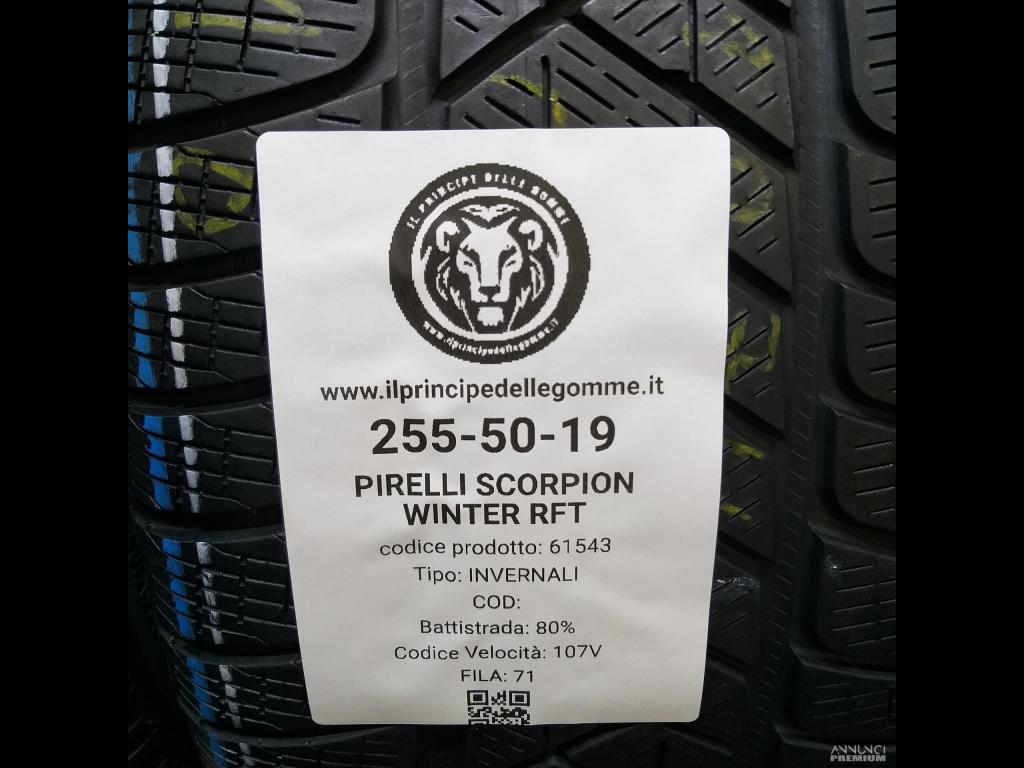 IL PRINCIPE DELLE GOMME
www.ilprincipedellegomme.it
www.ilprincipedellegomme.it
255-50-19
PIRELLI SCORPION
WINTER RFT
codice prodotto: 61543
Tipo: INVERNALI
COD:
Battistrada: 80%
Codice Velocità: 107V
FILA: 71
ANNUNCI
PREMIUM